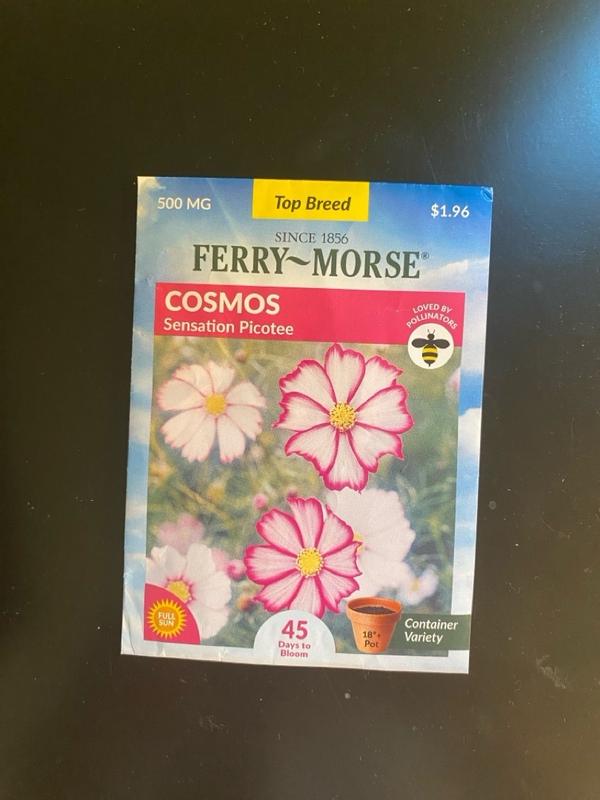 500 MG
Top Breed
$1.96
SINCE 1856
FERRY~MORSE®
COSMOS
Sensation Picotee
LOVED BY
POLLINATORS
FULL
SUN
45
Days to
Bloom
18"+
Pot
Container
Variety